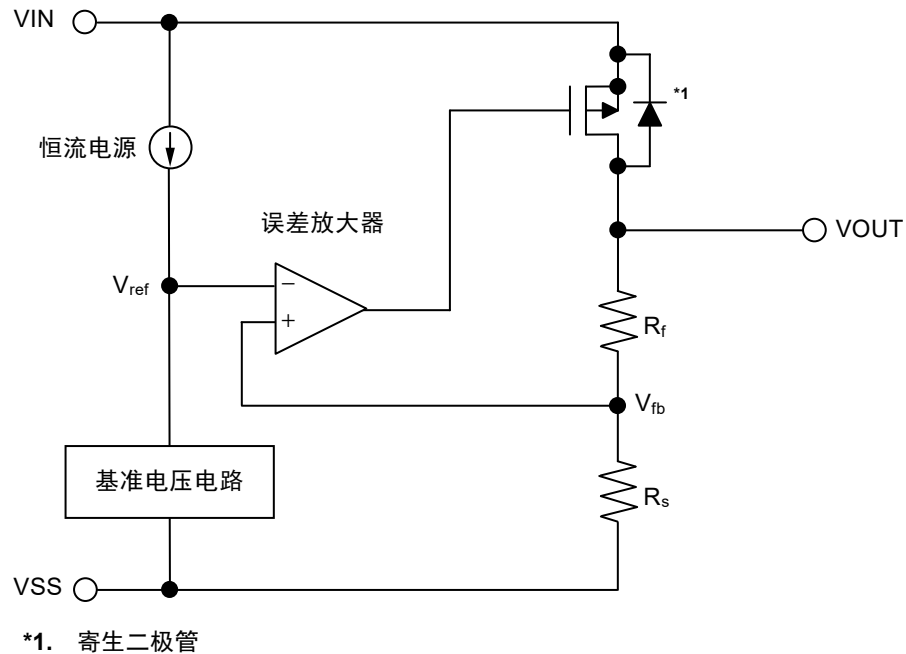 VIN
*1
恒流电源
误差放大器
VOUT
Vref
−
+
Rf
Vfb
基准电压电路
Rs
VSS
*1. 寄生二极管